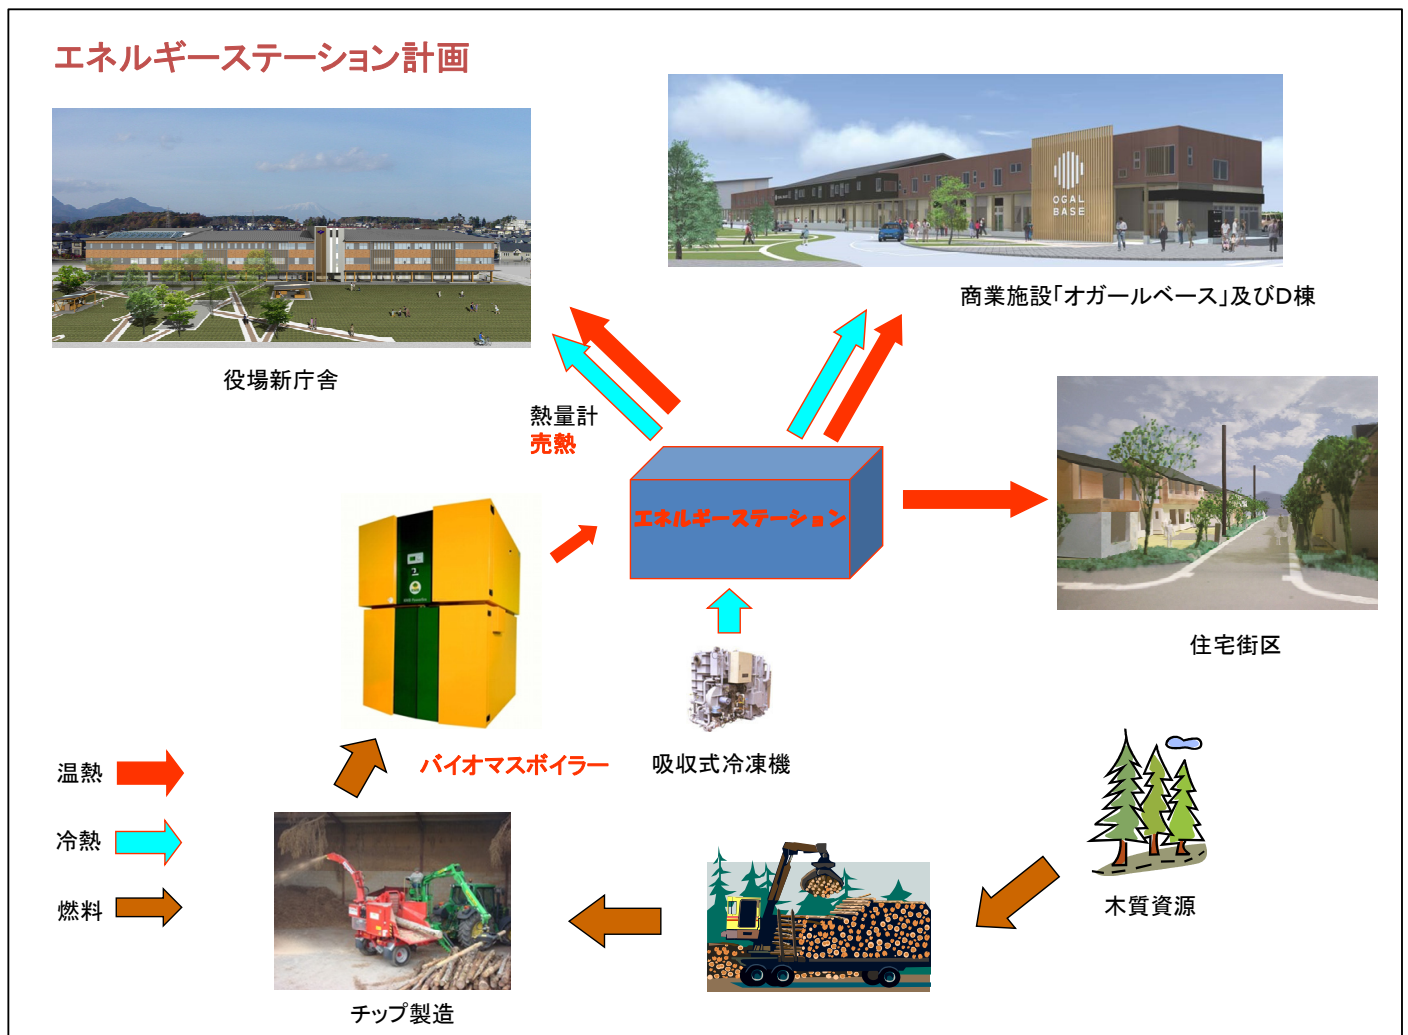 エネルギーステーション計画
OGAL
BASE
商業施設「オガールベース」及びD棟
役場新庁舎
熱量計
売熱
エネルギーステーション
住宅街区
バイオマスボイラー
吸収式冷凍機
温熱
冷熱
燃料
木質資源
チップ製造